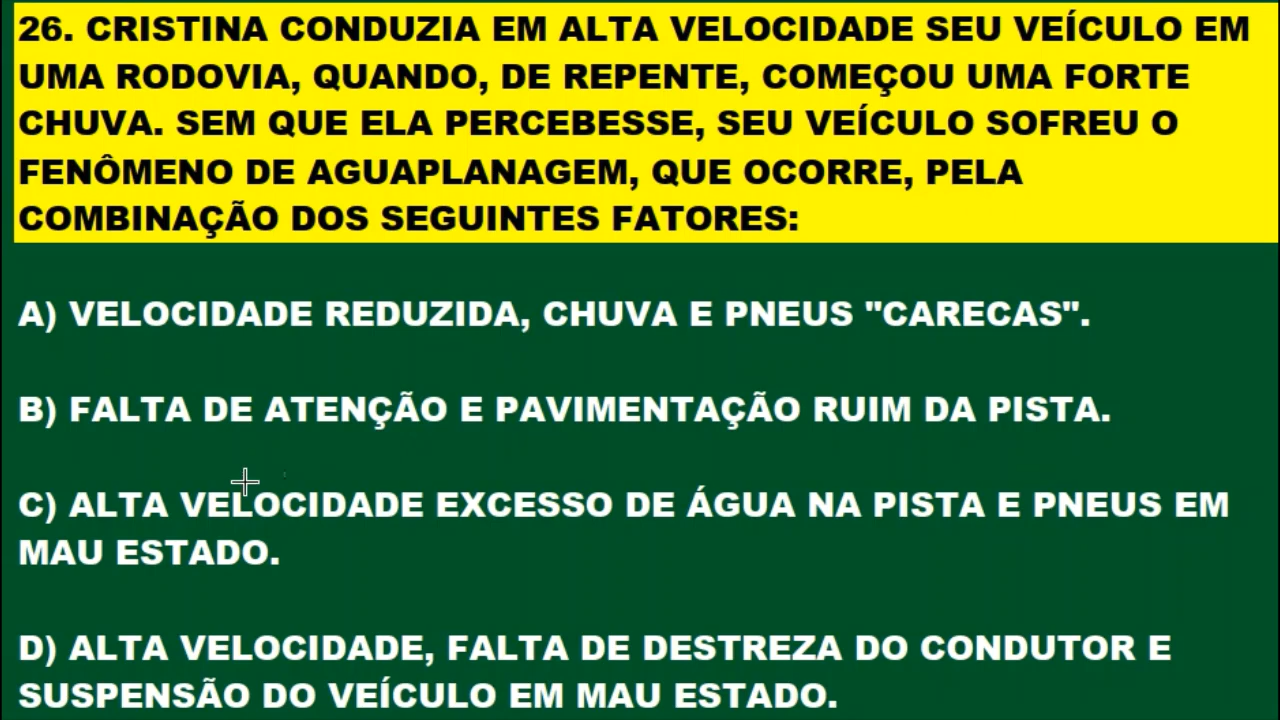 26. CRISTINA CONDUZIA EM ALTA VELOCIDADE SEU VEÍCULO EM
UMA RODOVIA, QUANDO, DE REPENTE, COMEÇOU UMA FORTE
CHUVA. SEM QUE ELA PERCEBESSE, SEU VEÍCULO SOFREU O
FENÔMENO DE AGUAPLANAGEM, QUE OCORRE, PELA
COMBINAÇÃO DOS SEGUINTES FATORES:
A) VELOCIDADE REDUZIDA, CHUVA E PNEUS "CARECAS".
B) FALTA DE ATENÇÃO E PAVIMENTAÇÃO RUIM DA PISTA.
C) ALTA VELOCIDADE EXCESSO DE ÁGUA NA PISTA E PNEUS EM
MAU ESTADO.
D) ALTA VELOCIDADE, FALTA DE DESTREZA DO CONDUTOR E
SUSPENSÃO DO VEÍCULO EM MAU ESTADO.